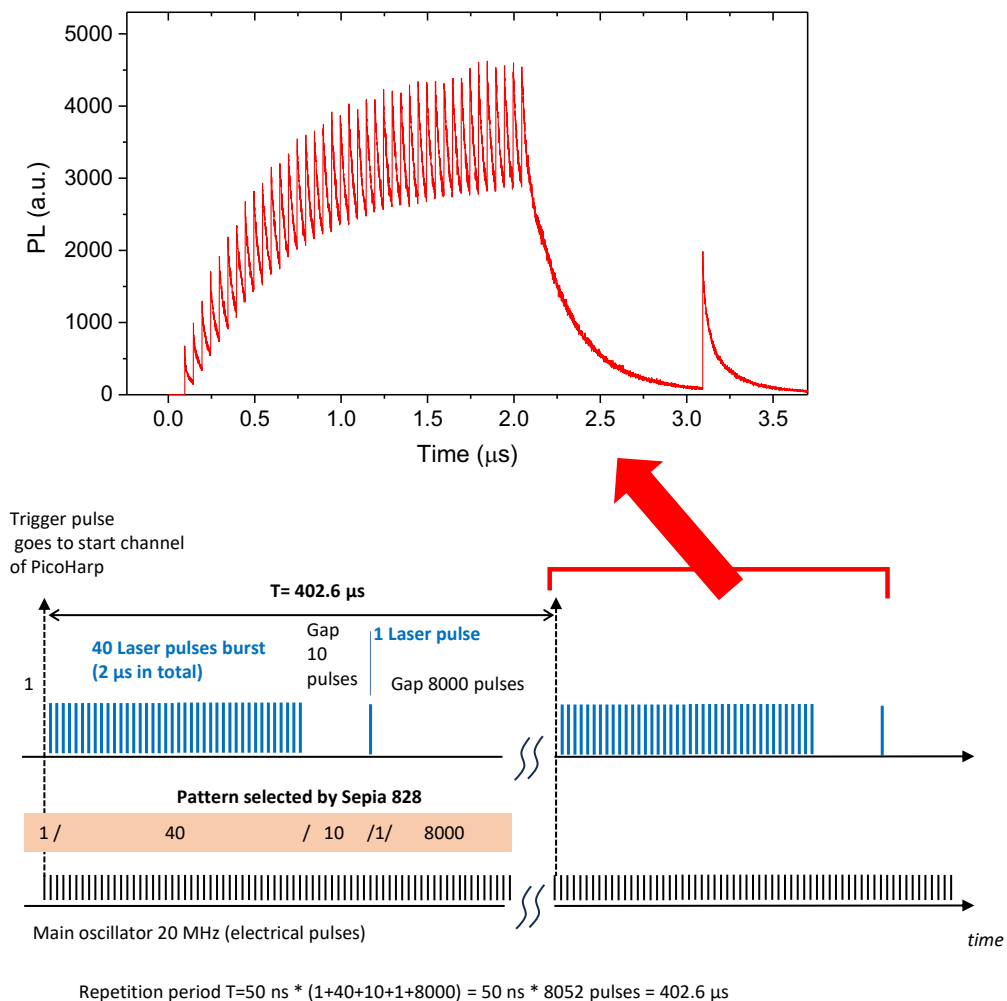 5000
4000
3000
2000
1000
0
PL (a.u.)
0.0 0.5 1.0 1.5 2.0 2.5 3.0 3.5
Time (μs)
Trigger pulse
goes to start channel
of PicoHarp
T= 402.6 μs
40 Laser pulses burst
(2 μs in total)
Gap
10
pulses
1 Laser pulse
Gap 8000 pulses
1
Pattern selected by Sepia 828
1 / 40 / 10 /1/ 8000
Main oscillator 20 MHz (electrical pulses)
time
Repetition period T=50 ns * (1+40+10+1+8000) = 50 ns * 8052 pulses = 402.6 μs